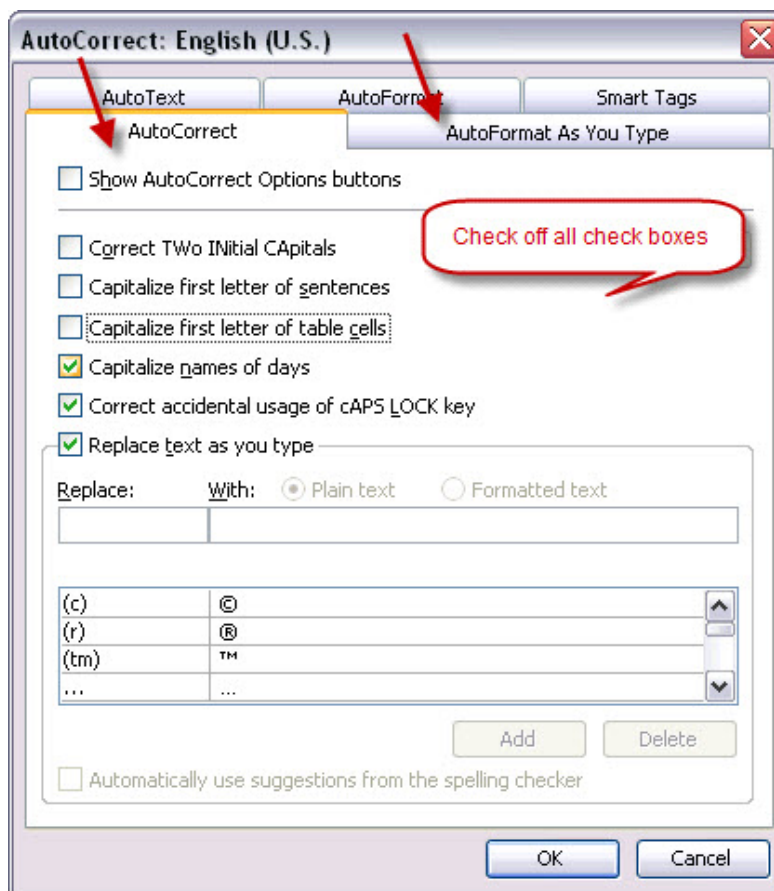 AutoCorrect: English (U.S.)
AutoText AutoFormat Smart Tags
AutoCorrect AutoFormat As You Type
Show AutoCorrect Options buttons
Correct TWo INitial CApitals
Check off all check boxes
Capitalize first letter of sentences
Capitalize first letter of table cells
Capitalize names of days
Correct accidental usage of cAPS LOCK key
Replace text as you type
Replace: With: Plain text Formatted text
(c) ©
(r) ®
(tm) ™
... …
Add Delete
Automatically use suggestions from the spelling checker
OK Cancel